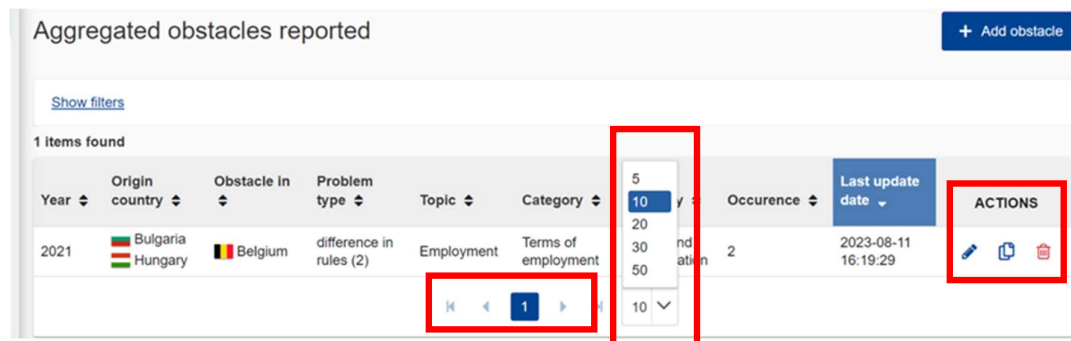 Aggregated obstacles reported
+ Add obstacle
Show filters
1 items found
Year Origin country Obstacle in Problem type Topic Category Occurence Last update date ACTIONS
5
10
20
30
50
2021 Bulgaria Hungary Belgium difference in rules (2) Employment Terms of employment 2 2023-08-11 16:19:29
1
10